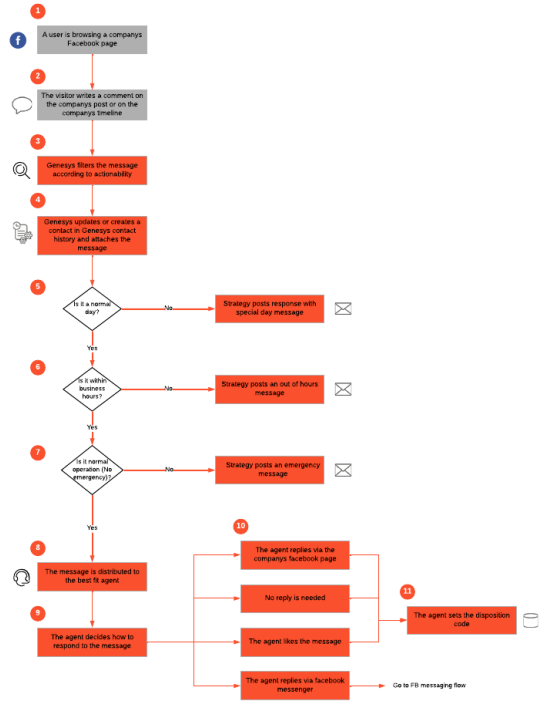 1
A user is browsing a companys
Facebook page
2
The visitor writes a comment on
the companys post or on the
companys timeline
3
Genesys filters the message
according to actionability
4
Genesys updates or creates a
contact in Genesys contact
history and attaches the
message
5
Is it a normal
day?
No
Strategy posts response with
special day message
Yes
6
Is it within
business
hours?
No
Strategy posts an out of hours
message
Yes
7
Is it normal
operation (No
emergency)?
No
Strategy posts an emergency
message
Yes
8
The message is distributed to
the best fit agent
9
The agent decides how to
respond to the message
10
The agent replies via the
companys facebook page
No reply is needed
The agent likes the message
The agent replies via facebook
messenger
Go to FB messaging flow
11
The agent sets the disposition
code